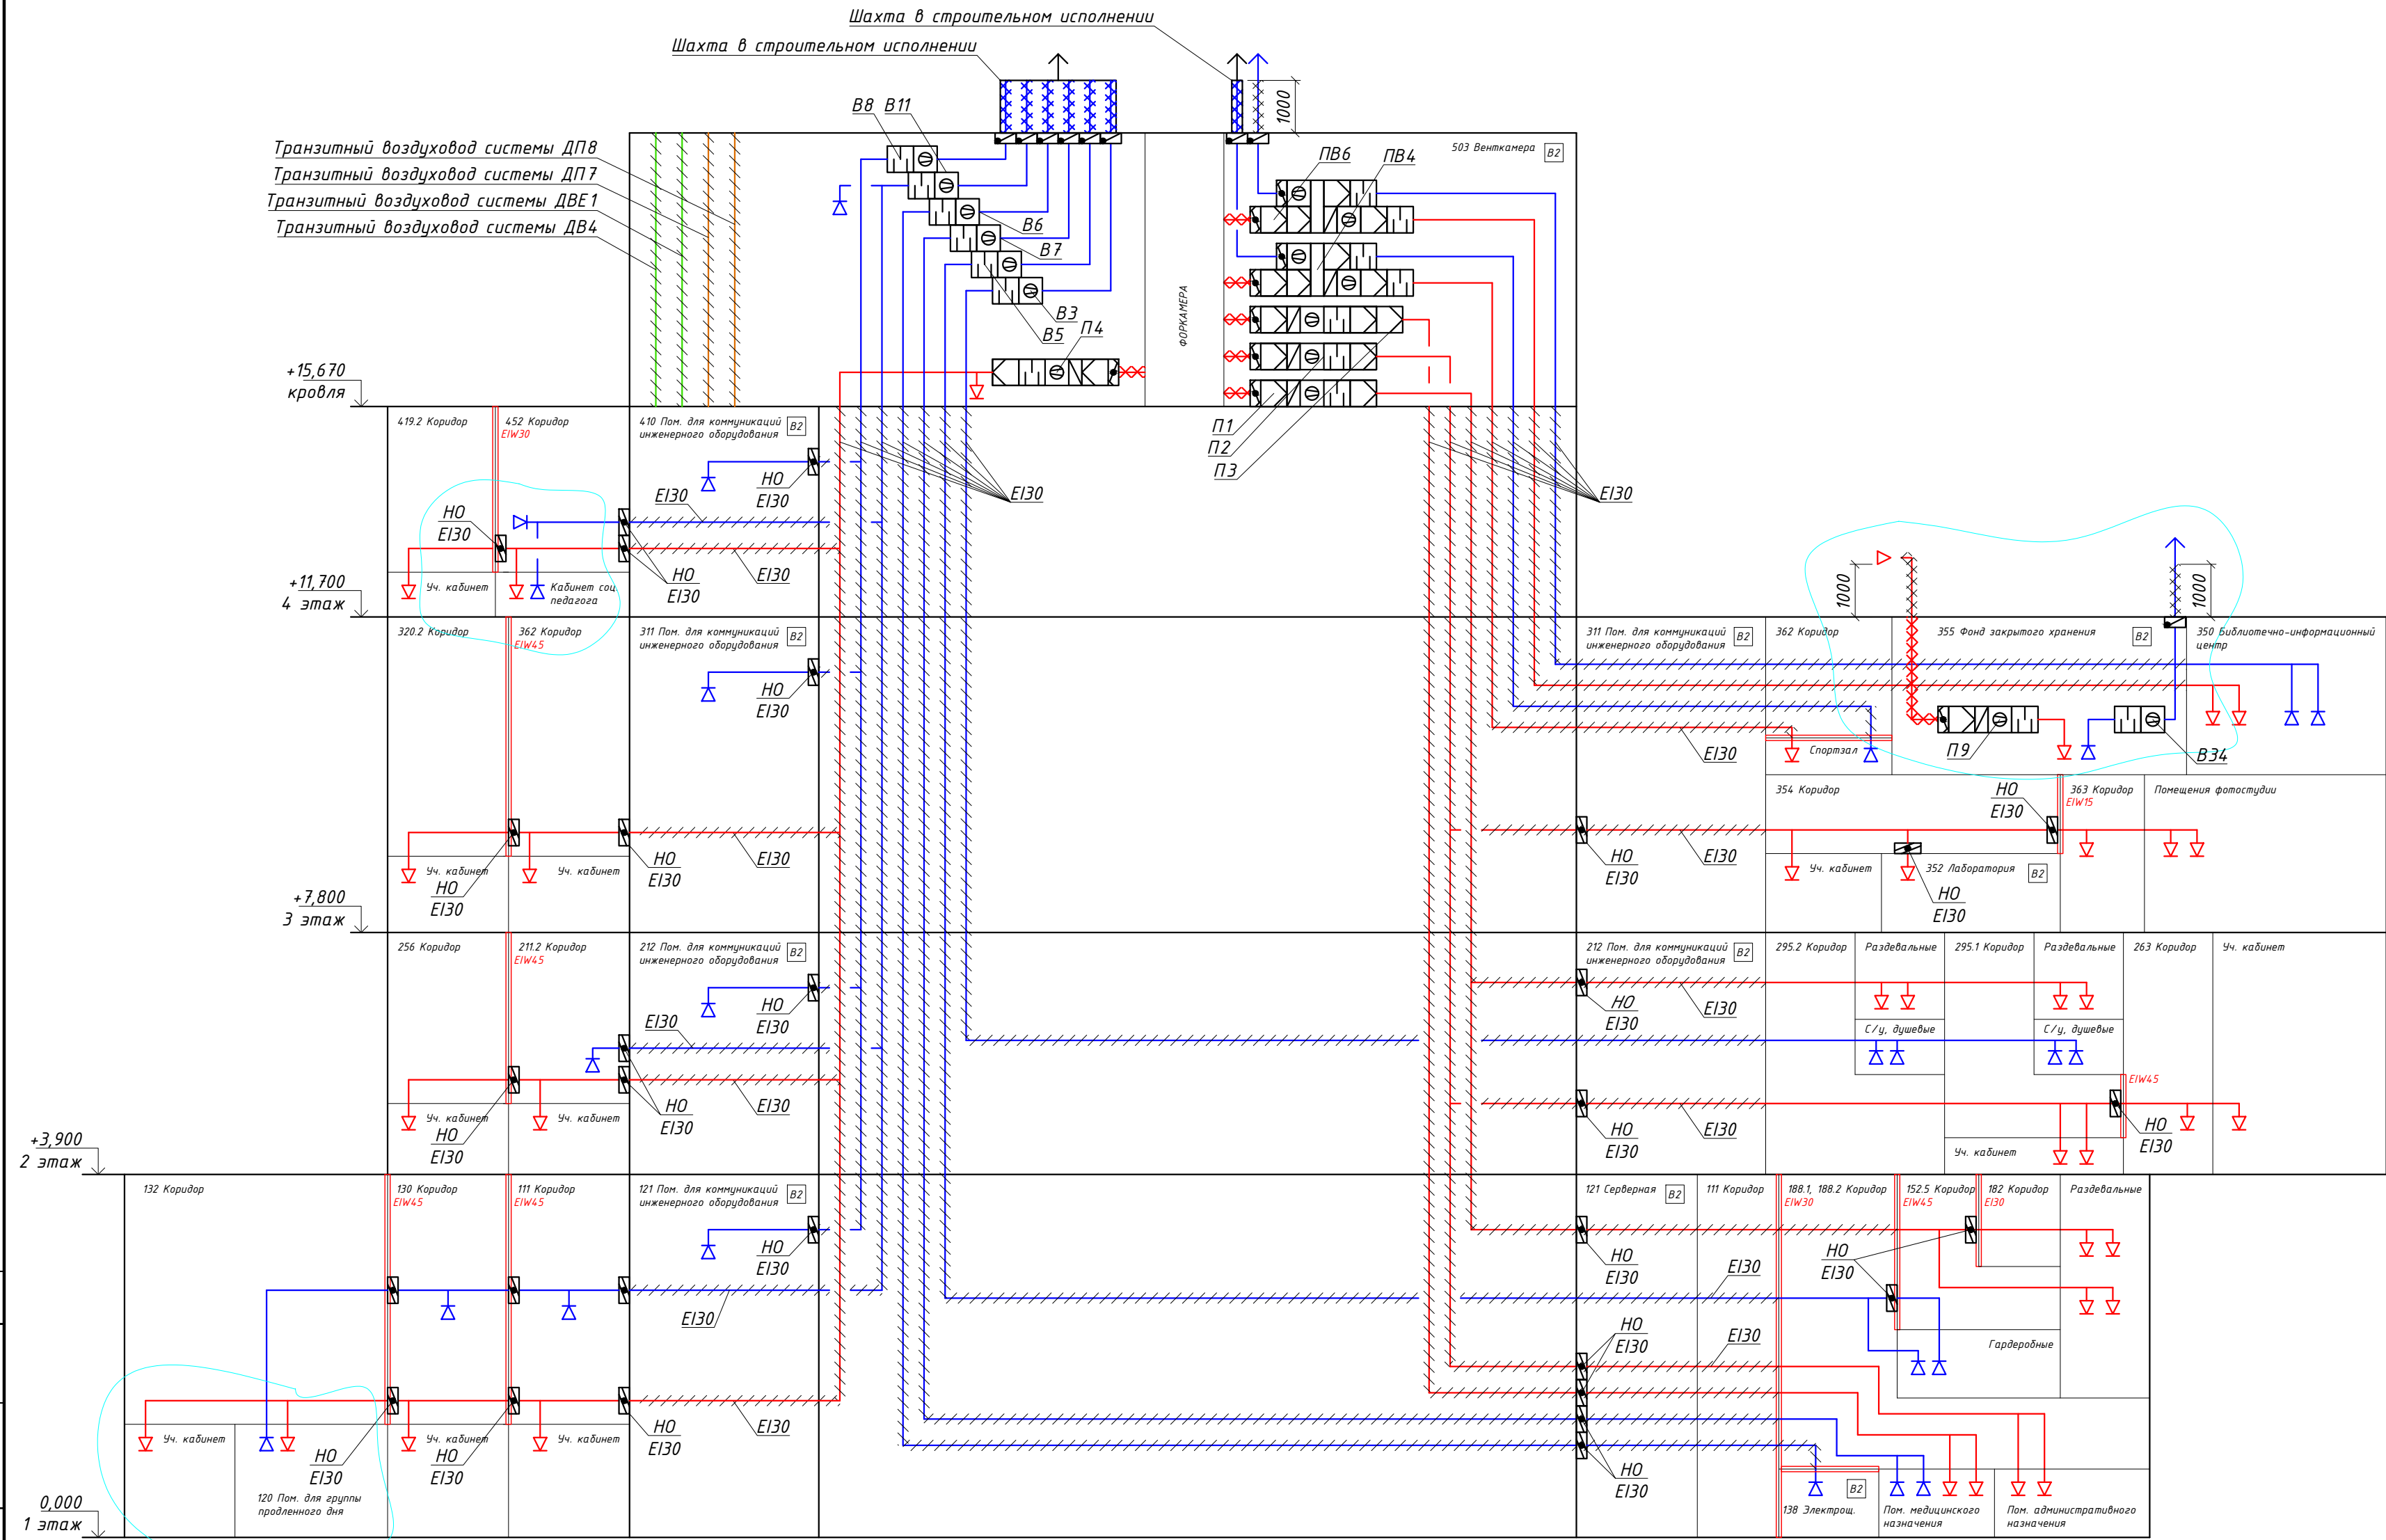 Шахта в строительном исполнении
Шахта в строительном исполнении
1000
В8 В11
Транзитный воздуховод системы ДП8
Транзитный воздуховод системы ДП7
Транзитный воздуховод системы ДВЕ1
Транзитный воздуховод системы ДВ4
В6
В7
В3
В5
П4
ФОРКАМЕРА
ПВ6
ПВ4
503 Венткамера
В2
П1
П2
П3
+15,670
кровля
419.2 Коридор
452 Коридор
EIW30
410 Пом. для коммуникаций
инженерного оборудования
В2
НО
EI30
EI30
НО
EI30
НО
EI30
EI30
EI30
EI30
Уч. кабинет
Кабинет соц.
педагога
+11,700
4 этаж
1000
1000
320.2 Коридор
362 Коридор
EIW45
311 Пом. для коммуникаций
инженерного оборудования
В2
НО
EI30
311 Пом. для коммуникаций
инженерного оборудования
В2
362 Коридор
355 Фонд закрытого хранения
В2
350 Библиотечно-информационный
центр
EI30
Спортзал
П9
В34
НО
EI30
EI30
Уч. кабинет
НО
EI30
Уч. кабинет
354 Коридор
НО
EI30
363 Коридор
EIW15
Помещения фотостудии
НО
EI30
EI30
Уч. кабинет
352 Лаборатория
В2
НО
EI30
+7,800
3 этаж
256 Коридор
211.2 Коридор
EIW45
212 Пом. для коммуникаций
инженерного оборудования
В2
НО
EI30
EI30
НО
EI30
EI30
Уч. кабинет
НО
EI30
Уч. кабинет
212 Пом. для коммуникаций
инженерного оборудования
В2
295.2 Коридор
Раздевальные
295.1 Коридор
Раздевальные
263 Коридор
Уч. кабинет
НО
EI30
EI30
С/у, душевые
С/у, душевые
EIW45
НО
EI30
EI30
НО
EI30
Уч. кабинет
+3,900
2 этаж
132 Коридор
130 Коридор
EIW45
111 Коридор
EIW45
121 Пом. для коммуникаций
инженерного оборудования
В2
НО
EI30
EI30
НО
EI30
EI30
Уч. кабинет
НО
EI30
Уч. кабинет
НО
EI30
Уч. кабинет
120 Пом. для группы
продленного дня
121 Серверная
В2
111 Коридор
188.1, 188.2 Коридор
EIW30
152.5 Коридор
EIW45
182 Коридор
EI30
Раздевальные
НО
EI30
EI30
НО
EI30
НО
EI30
EI30
Гардеробные
НО
EI30
В2
138 Электрощ.
Пом. медицинского
назначения
Пом. административного
назначения
0,000
1 этаж